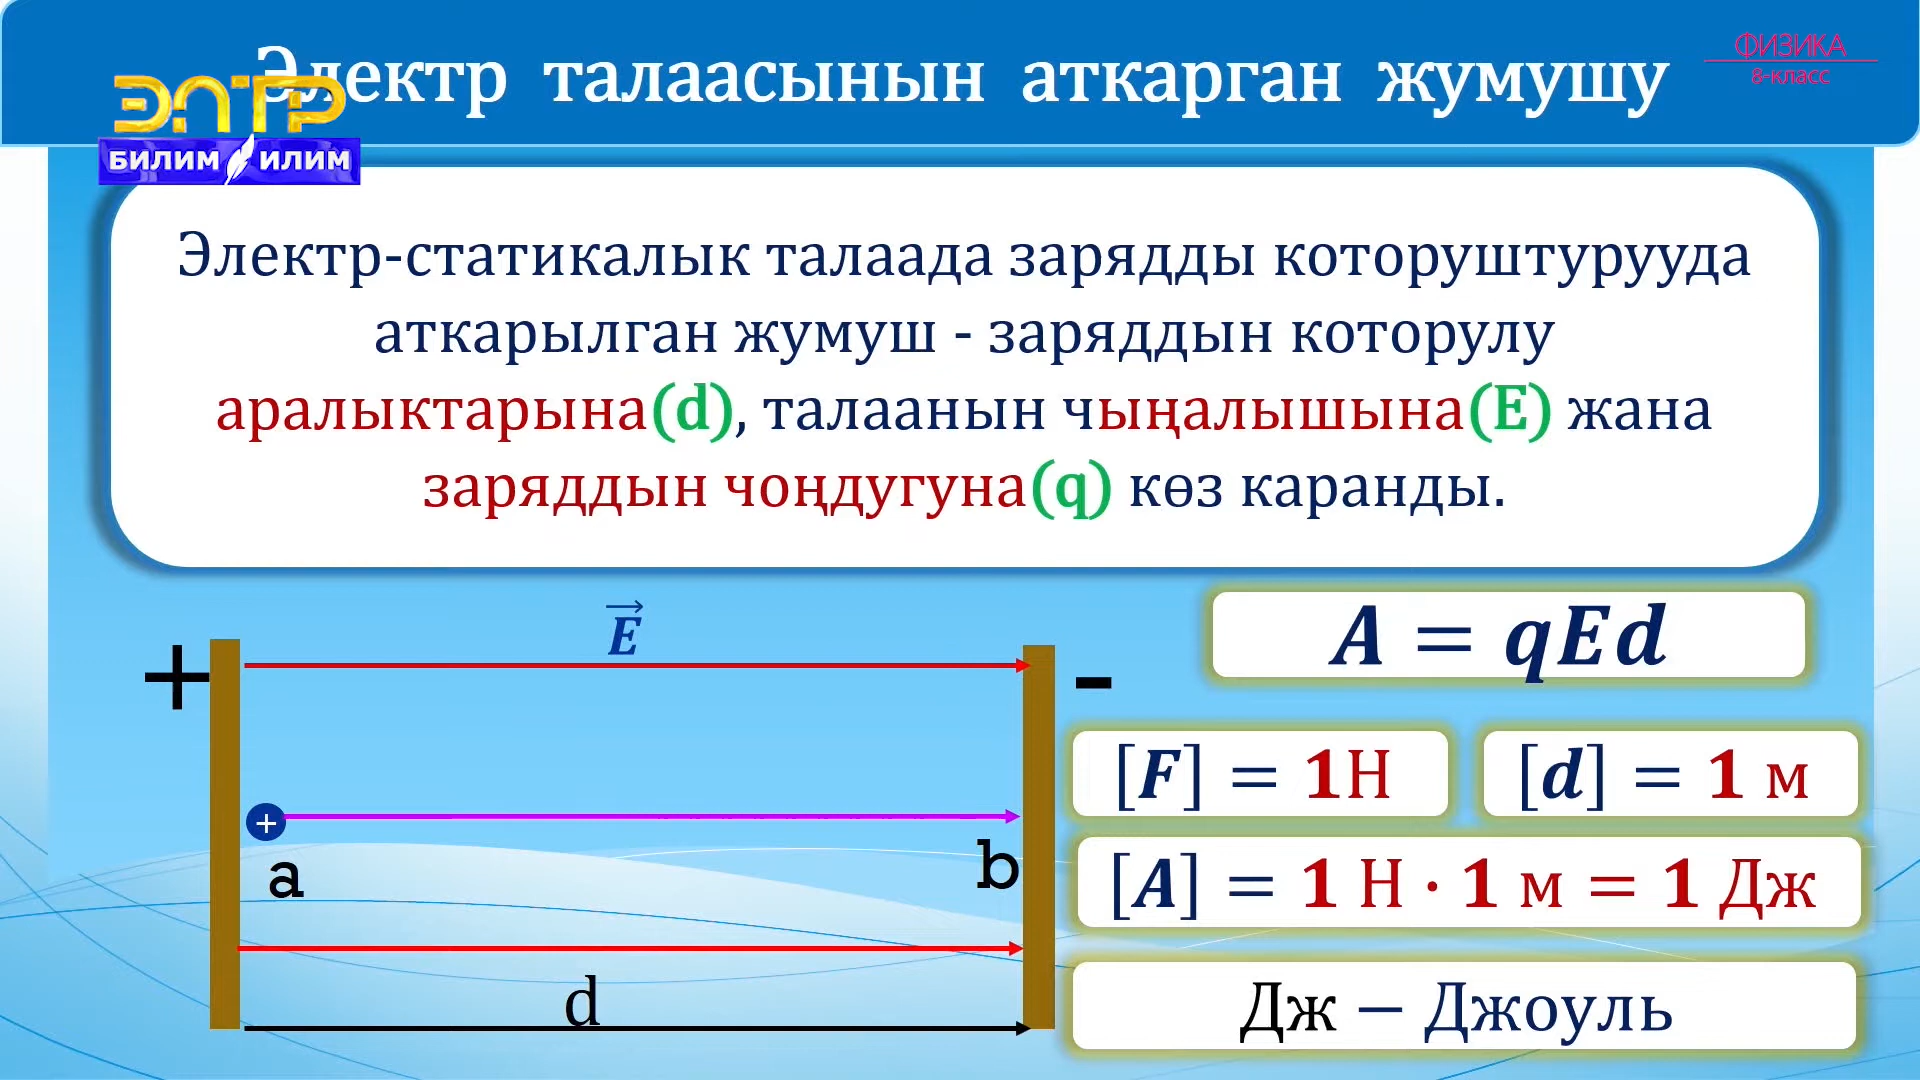 Электр талаасынын аткарган жумушу
ФИЗИКА
8-класс
ЭЛТР
БИЛИМ ИЛИМ
Электр-статикалык талаада зарядды которуштурууда
аткарылган жумуш - заряддын которулу
аралыктарына(d), талаанын чыңалышына(E) жана
заряддын чоңдугуна(q) көз каранды.
E
+
-
A = qEd
[F] = 1Н
[d] = 1 м
+
a
b
[A] = 1 Н · 1 м = 1 Дж
d
Дж – Джоуль